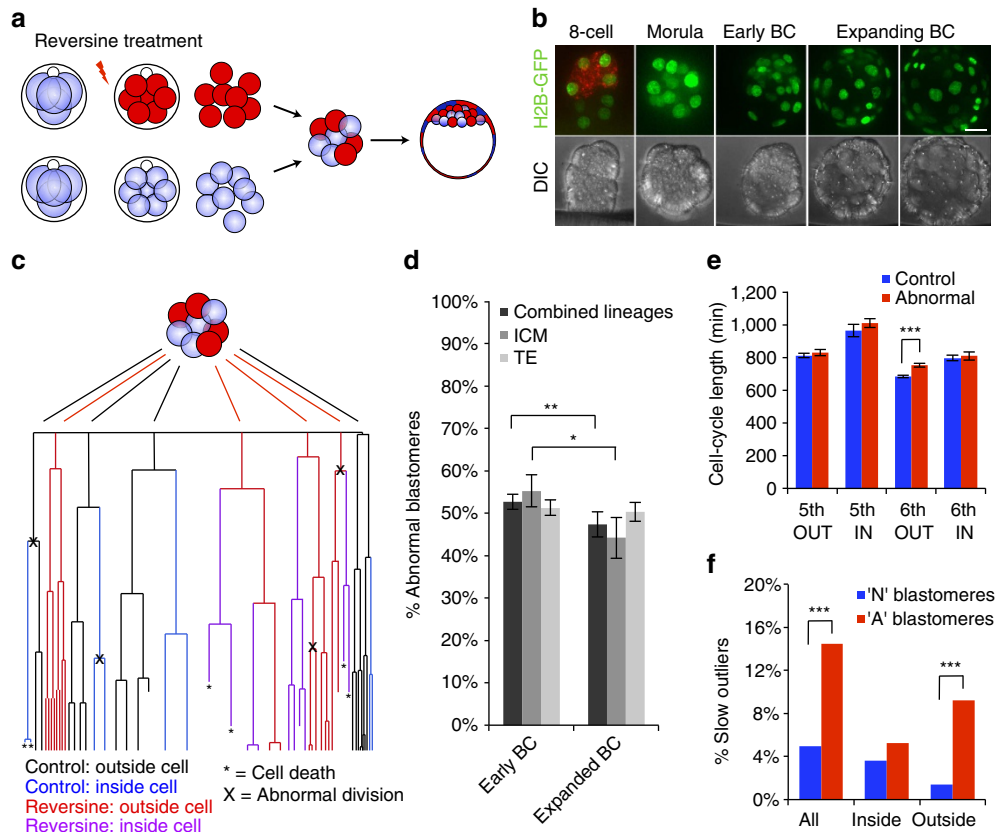 a
Reversine treatment
b
8-cell
Morula
Early BC
Expanding BC
H2B-GFP
DIC
c
X
X
X
X
*
*
*
*
**
Control: outside cell
Control: inside cell
Reversine: outside cell
Reversine: inside cell
* = Cell death
X = Abnormal division
d
% Abnormal blastomeres
100%
90%
80%
70%
60%
50%
40%
30%
20%
10%
0%
Combined lineages
ICM
TE
**
*
Early BC
Expanded BC
e
Control
Abnormal
Cell-cycle length (min)
1,200
1,000
800
600
400
200
0
***
5th OUT
5th IN
6th OUT
6th IN
f
% Slow outliers
20%
16%
12%
8%
4%
0%
'N' blastomeres
'A' blastomeres
***
***
All
Inside
Outside